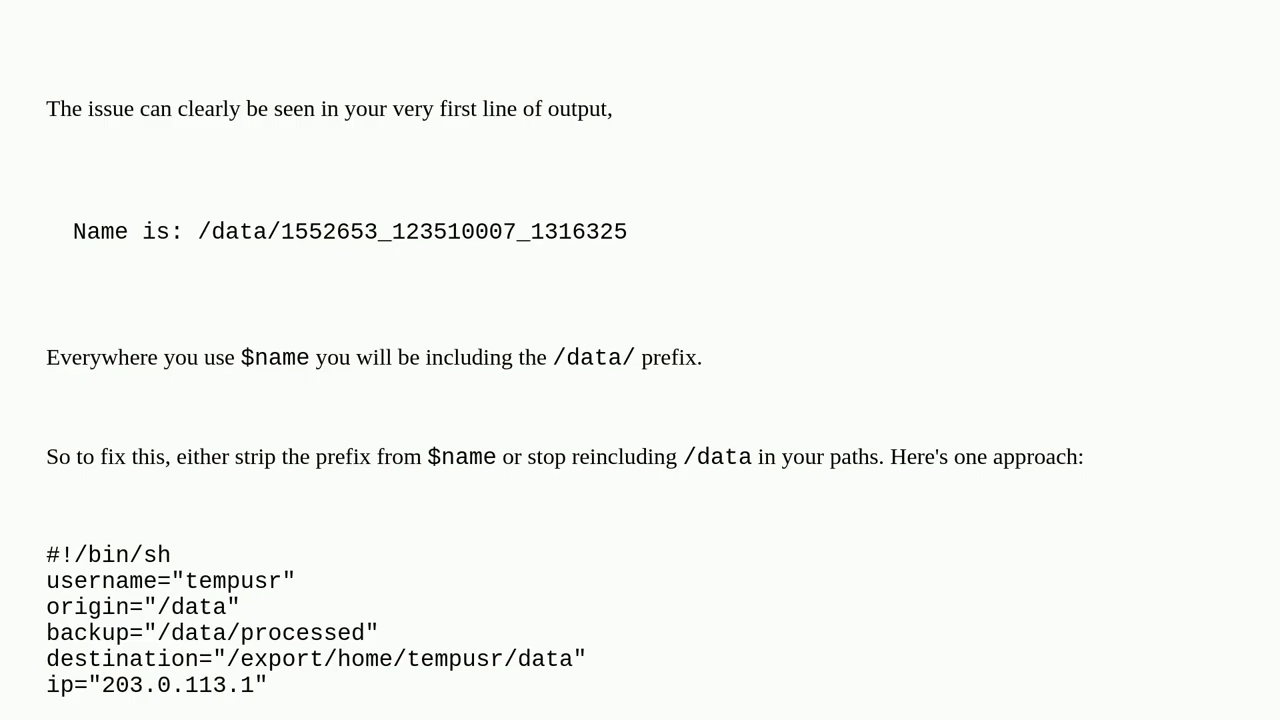 The issue can clearly be seen in your very first line of output,
Name is: /data/1552653_123510007_1316325
Everywhere you use $name you will be including the /data/ prefix.
So to fix this, either strip the prefix from $name or stop reincluding /data in your paths. Here's one approach:
#!/bin/sh
username="tempusr"
origin="/data"
backup="/data/processed"
destination="/export/home/tempusr/data"
ip="203.0.113.1"